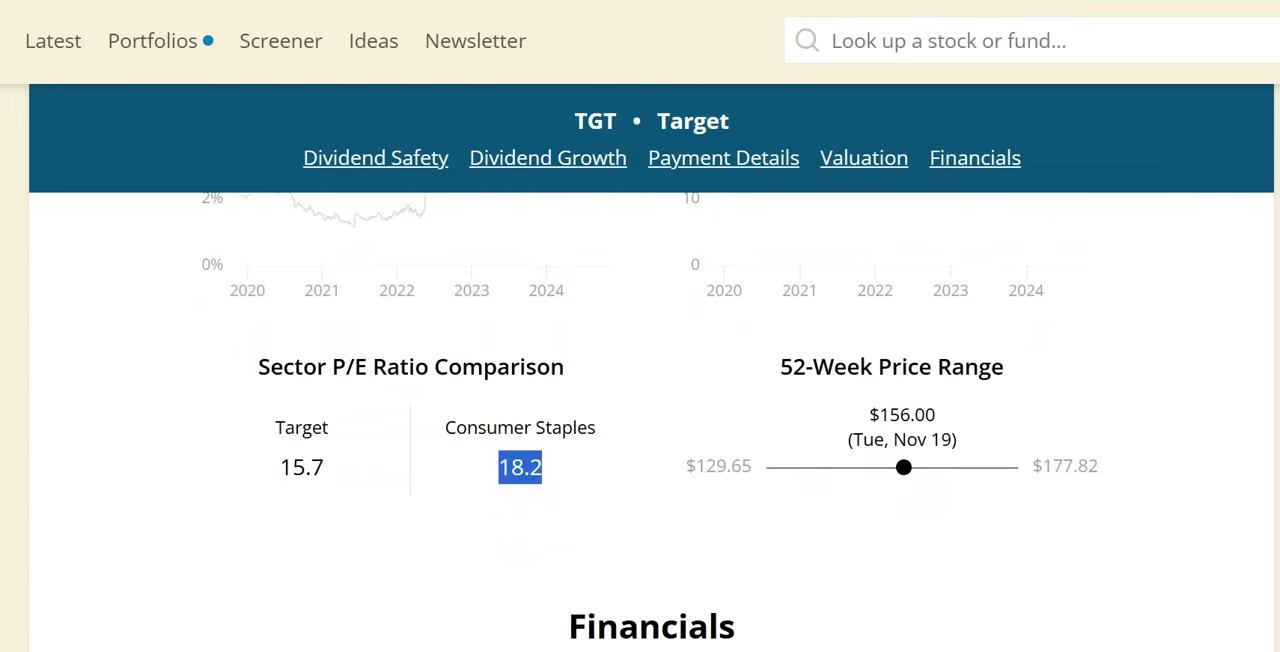 Latest Portfolios Screener Ideas Newsletter
Look up a stock or fund...
TGT • Target
Dividend Safety Dividend Growth Payment Details Valuation Financials
2%
0%
2020 2021 2022 2023 2024
10
0
2020 2021 2022 2023 2024
Sector P/E Ratio Comparison
Target
15.7
Consumer Staples
18.2
52-Week Price Range
$156.00
(Tue, Nov 19)
$129.65 $177.82
Financials